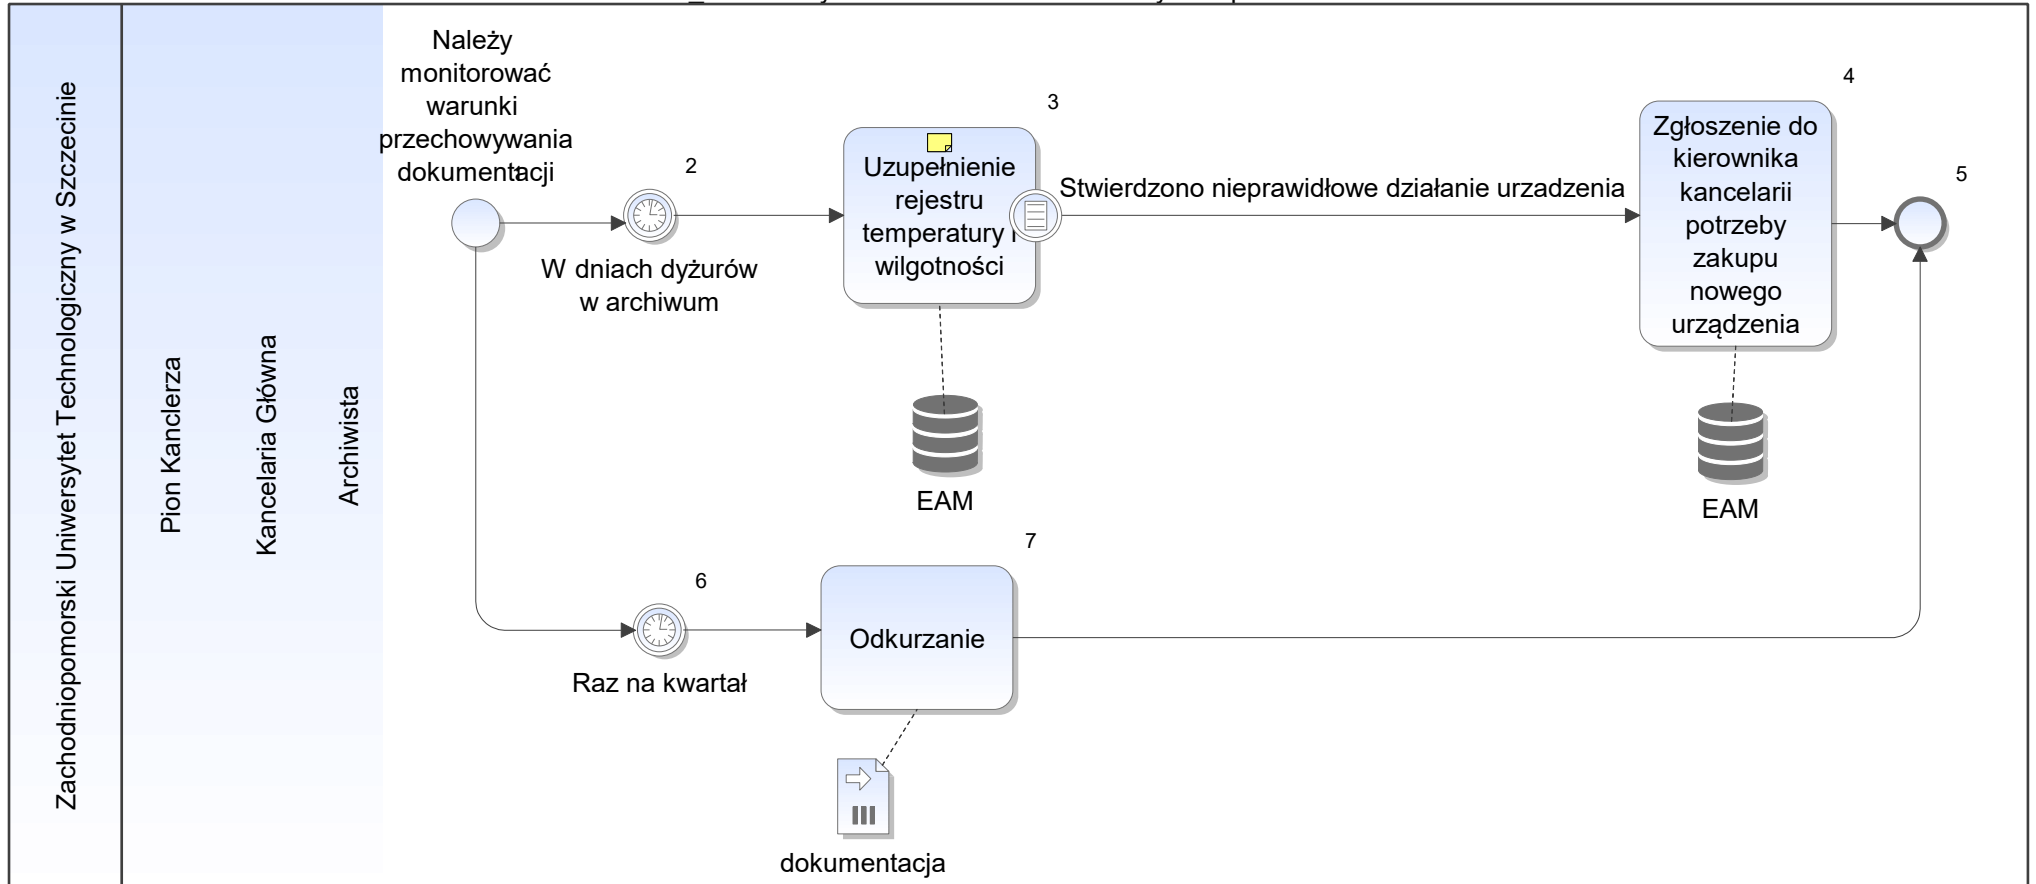 Zachodniopomorski Uniwersytet Technologiczny w Szczecinie
Pion Kanclerza
Kancelaria Główna
Archiwista
Należy
monitorować
warunki
przechowywania
dokumentacji
2
W dniach dyżurów
w archiwum
3
Uzupełnienie
rejestru
temperatury i
wilgotności
EAM
Stwierdzono nieprawidłowe działanie urzadzenia
4
Zgłoszenie do
kierownika
kancelarii
potrzeby
zakupu
nowego
urządzenia
EAM
5
6
Raz na kwartał
7
Odkurzanie
dokumentacja